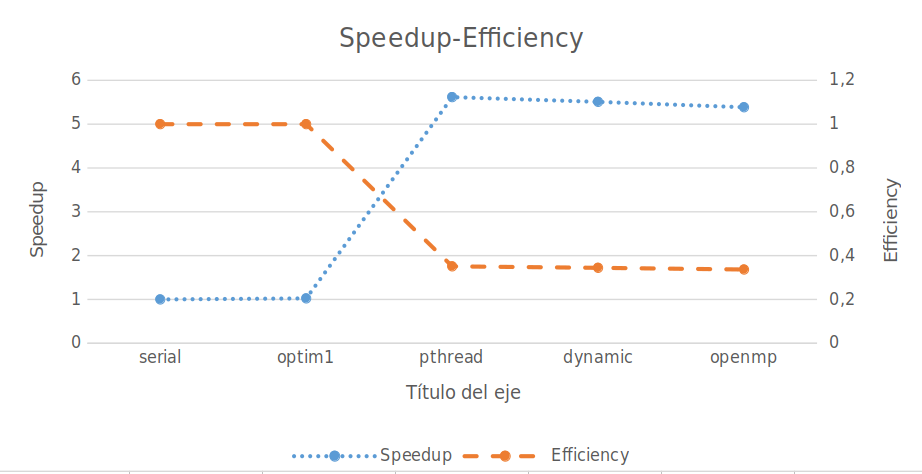 Speedup-Efficiency
6
5
4
3
2
1
0
Speedup
1,2
1
0,8
0,6
0,4
0,2
0
Efficiency
serial optim1 pthread dynamic openmp
Título del eje
Speedup Efficiency